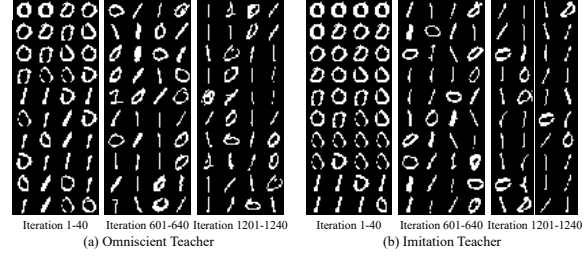 Iteration 1-40 Iteration 601-640 Iteration 1201-1240 Iteration 1-40 Iteration 601-640 Iteration 1201-1240
(a) Omniscient Teacher (b) Imitation Teacher